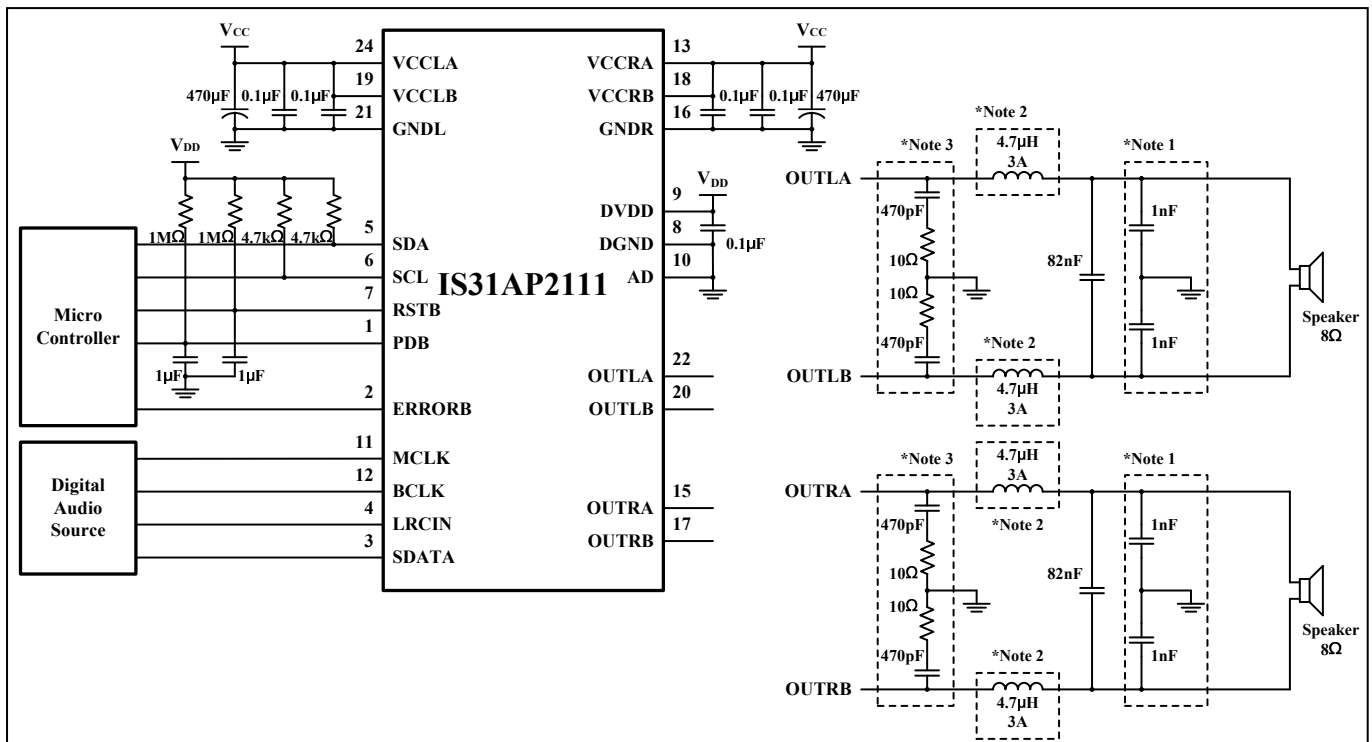 VCC
24
VCCLA
19
VCCLB
21
GNDL
470µF
0.1µF
0.1µF
VDD
1MΩ
1MΩ
4.7kΩ
4.7kΩ
5
SDA
6
SCL
7
RSTB
1
PDB
1µF
1µF
2
ERRORB
Micro
Controller
11
MCLK
12
BCLK
4
LRCIN
3
SDATA
Digital
Audio
Source
IS31AP2111
VCC
13
VCCRA
18
VCCRB
16
GNDR
0.1µF
0.1µF
470µF
VDD
9
DVDD
8
DGND
10
AD
0.1µF
22
OUTLA
20
OUTLB
15
OUTRA
17
OUTRB
*Note 3
*Note 2
4.7µH
3A
*Note 1
OUTLA
470pF
10Ω
10Ω
470pF
82nF
1nF
1nF
Speaker
8Ω
OUTLB
*Note 2
4.7µH
3A
*Note 3
4.7µH
3A
*Note 2
*Note 1
OUTRA
470pF
10Ω
10Ω
470pF
82nF
1nF
1nF
Speaker
8Ω
OUTRB
*Note 2
4.7µH
3A